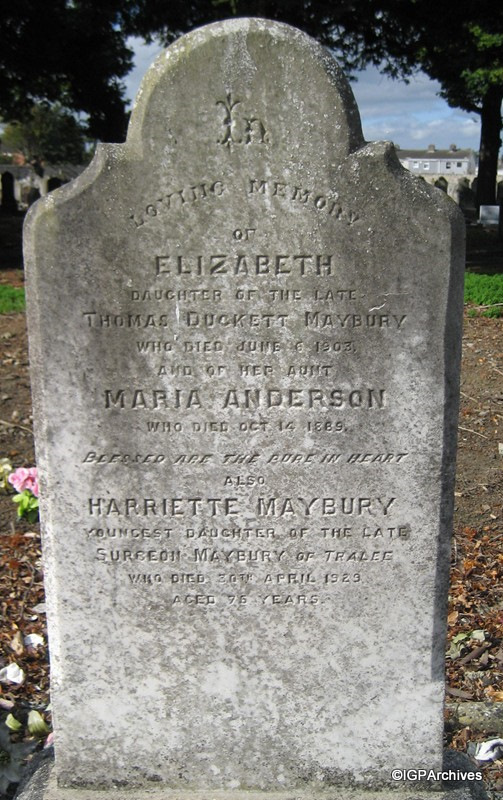 In
LOVING MEMORY
OF
ELIZABETH
DAUGHTER OF THE LATE
THOMAS DUCKETT MAYBURY
WHO DIED JUNE 6 1903,
AND OF HER AUNT
MARIA ANDERSON
WHO DIED OCT 14 1889,
BLESSED ARE THE PURE IN HEART
ALSO
HARRIETTE MAYBURY
YOUNGEST DAUGHTER OF THE LATE
SURGEON MAYBURY OF TRALEE
WHO DIED 30TH APRIL 1929
AGED 75 YEARS.
©IGPArchives